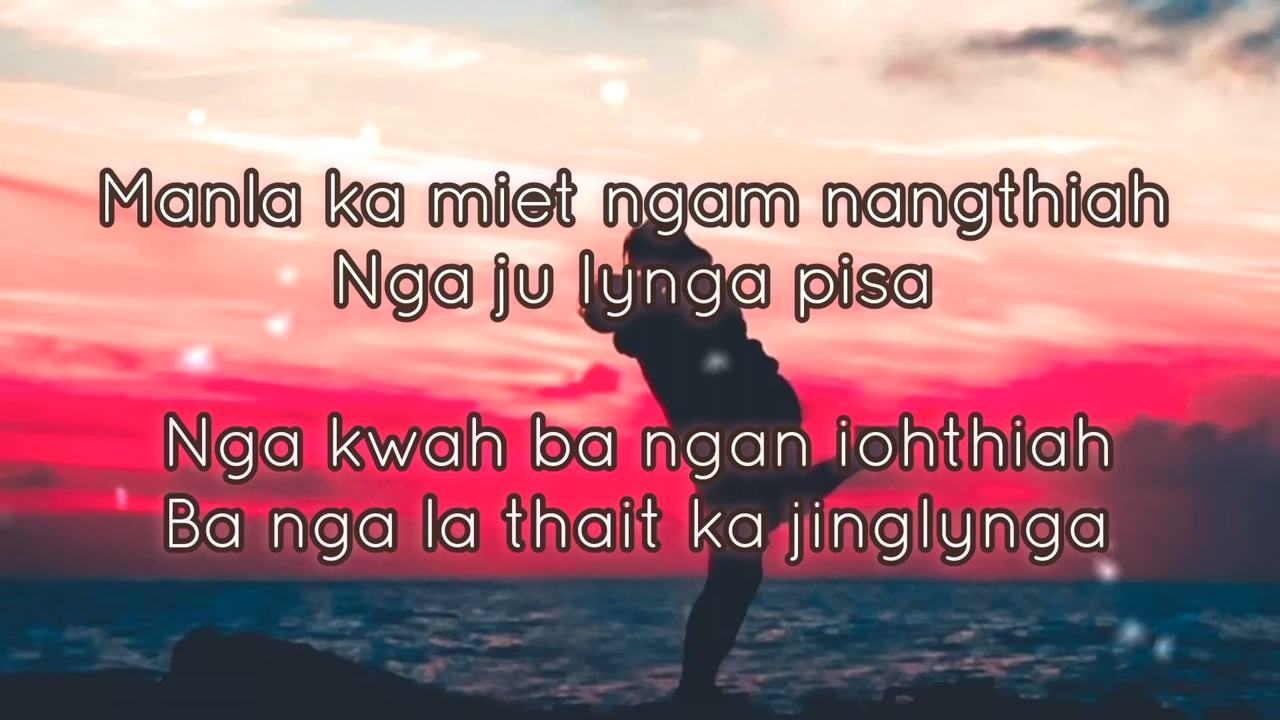 Manla ka miet ngam nangthiah
Nga ju lynga pisa
Nga kwah ba ngan iohthiah
Ba nga la thait ka jinglynga